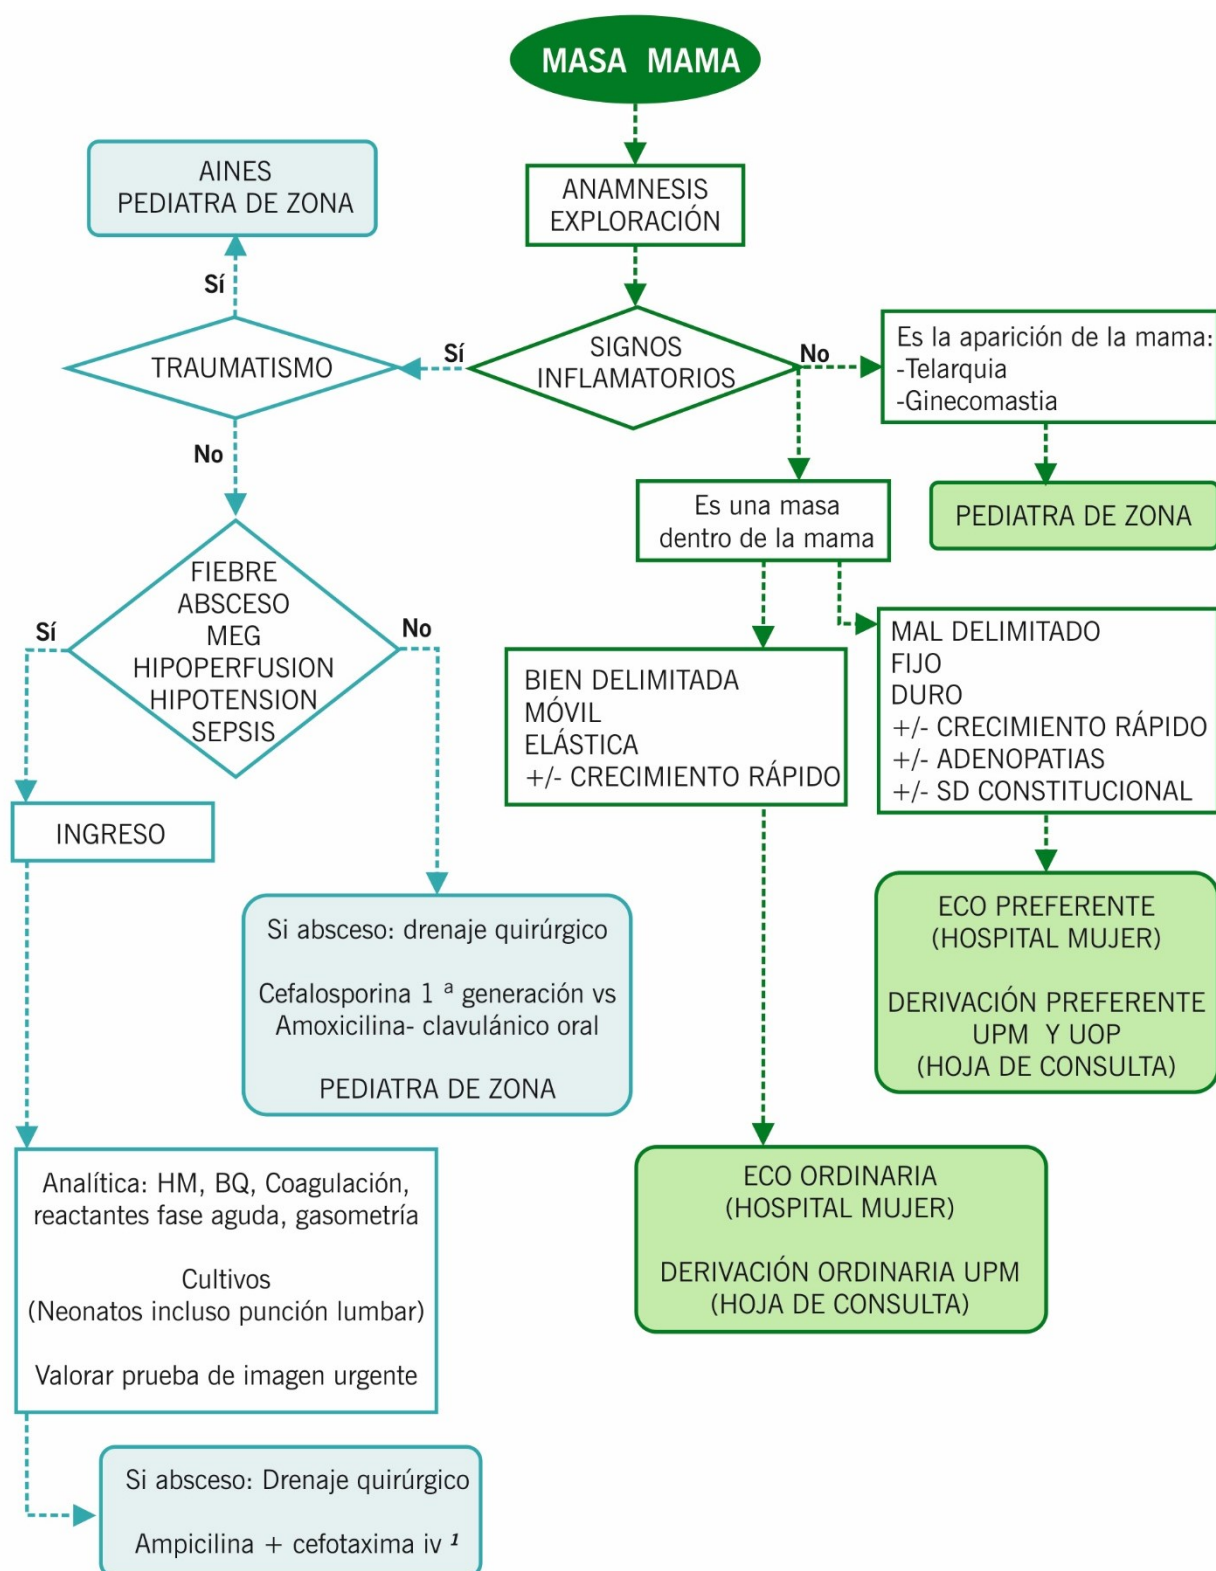 MASA MAMA
ANAMNESIS
EXPLORACIÓN
AINES
PEDIATRA DE ZONA
Sí
TRAUMATISMO
Sí
SIGNOS
INFLAMATORIOS
No
Es la aparición de la mama:
-Telarquia
-Ginecomastia
PEDIATRA DE ZONA
No
Es una masa
dentro de la mama
FIEBRE
ABSCESO
MEG
HIPOPERFUSION
HIPOTENSION
SEPSIS
Sí
No
BIEN DELIMITADA
MÓVIL
ELÁSTICA
+/- CRECIMIENTO RÁPIDO
MAL DELIMITADO
FIJO
DURO
+/- CRECIMIENTO RÁPIDO
+/- ADENOPATIAS
+/- SD CONSTITUCIONAL
INGRESO
Si absceso: drenaje quirúrgico
Cefalosporina 1 ª generación vs
Amoxicilina- clavulánico oral
PEDIATRA DE ZONA
ECO PREFERENTE
(HOSPITAL MUJER)
DERIVACIÓN PREFERENTE
UPM Y UOP
(HOJA DE CONSULTA)
Analítica: HM, BQ, Coagulación,
reactantes fase aguda, gasometría
Cultivos
(Neonatos incluso punción lumbar)
Valorar prueba de imagen urgente
ECO ORDINARIA
(HOSPITAL MUJER)
DERIVACIÓN ORDINARIA UPM
(HOJA DE CONSULTA)
Si absceso: Drenaje quirúrgico
Ampicilina + cefotaxima iv ¹